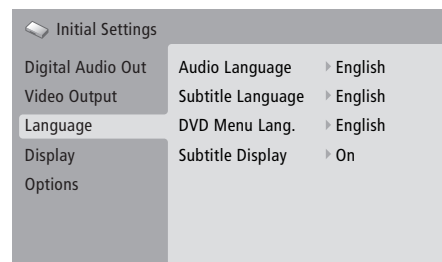 Initial Settings
Digital Audio Out
Video Output
Language
Display
Options
Audio Language English
Subtitle Language English
DVD Menu Lang. English
Subtitle Display On